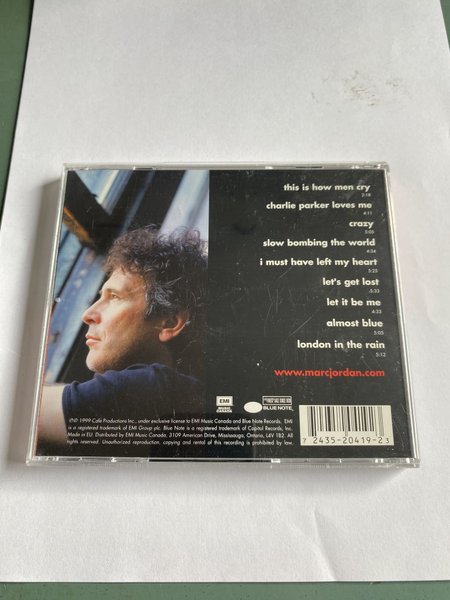 this is how men cry
charlie parker loves me
4:11
crazy
5:05
slow bombing the world
4:54
i must have left my heart
5:25
let's get lost
5:33
let it be me
4:33
almost blue
5:05
london in the rain
5:12
www.marcjordan.com
EMI
MUSIC
CANADA
BLUE NOTE
℗© 1999 Cafe Productions Inc., under exclusive license to EMI Music Canada and Blue Note Records. EMI
is a registered trademark of EMI Group plc. Blue Note is a registered trademark of Capitol Records, Inc.
Made in EU. Distributed by EMI Music Canada, 3109 American Drive, Mississauga, Ontario, L4V 1B2. All
rights reserved. Unauthorized reproduction, copying and rental of this recording is prohibited by law.
7 2435-20419-2 3